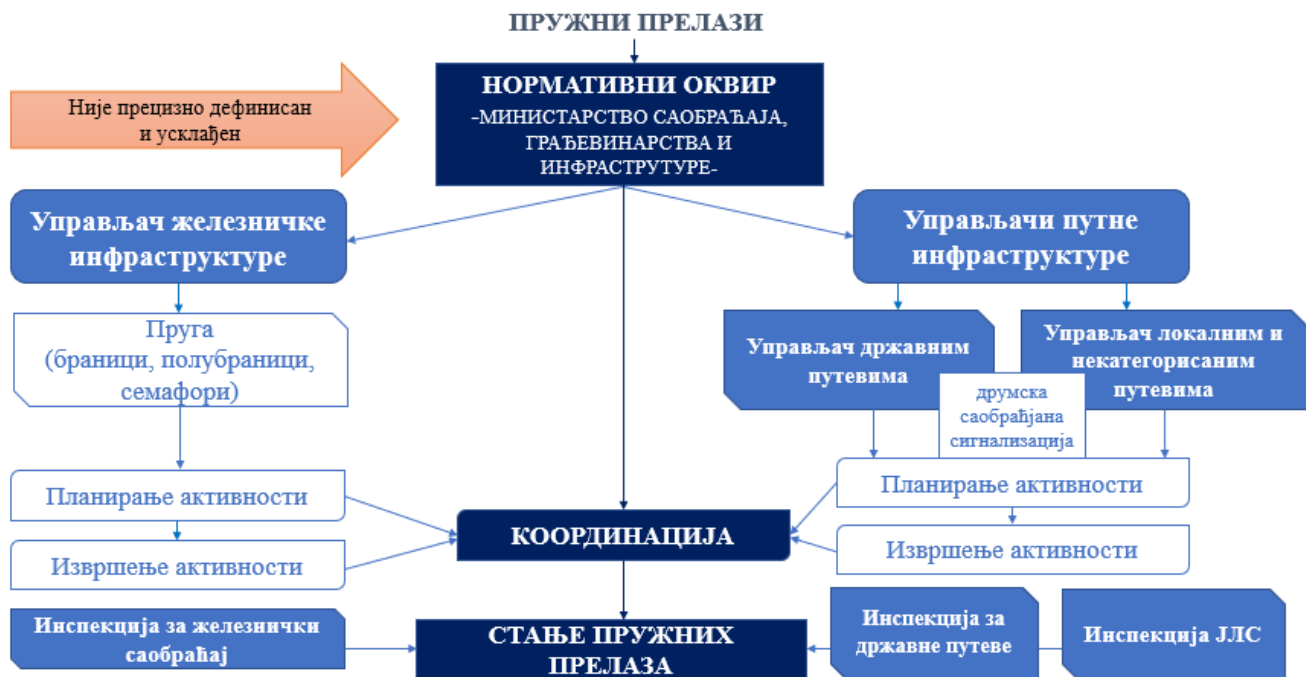 ПРУЖНИ ПРЕЛАЗИ
НОРМАТИВНИ ОКВИР
-МИНИСТАРСТВО САОБРАЋАЈА,
ГРАЂЕВИНАРСТВА И
ИНФРАСТРУТУРЕ-
Није прецизно дефинисан
и усклађен
Управљач железничке
инфраструктуре
Управљачи путне
инфраструктуре
Пруга
(браници, полубраници,
семафори)
Управљач државним
путевима
Управљач локалним и
некатегорисаним
путевима
друмска
саобраћјана
сигнализација
Планирање активности
Планирање активности
КООРДИНАЦИЈА
Извршење активности
Извршење активности
Инспекција за железнички
саобраћај
СТАЊЕ ПРУЖНИХ
ПРЕЛАЗА
Инспекција за
државне путеве
Инспекција ЈЛС